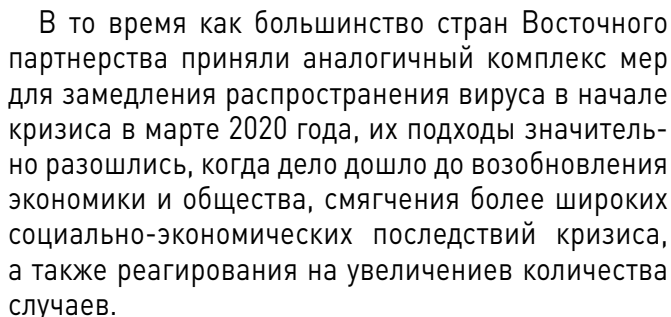 В то время как большинство стран Восточного
партнерства приняли аналогичный комплекс мер
для замедления распространения вируса в начале
кризиса в марте 2020 года, их подходы значитель-
но разошлись, когда дело дошло до возобновления
экономики и общества, смягчения более широких
социально-экономических последствий кризиса,
а также реагирования на увеличениев количества
случаев.